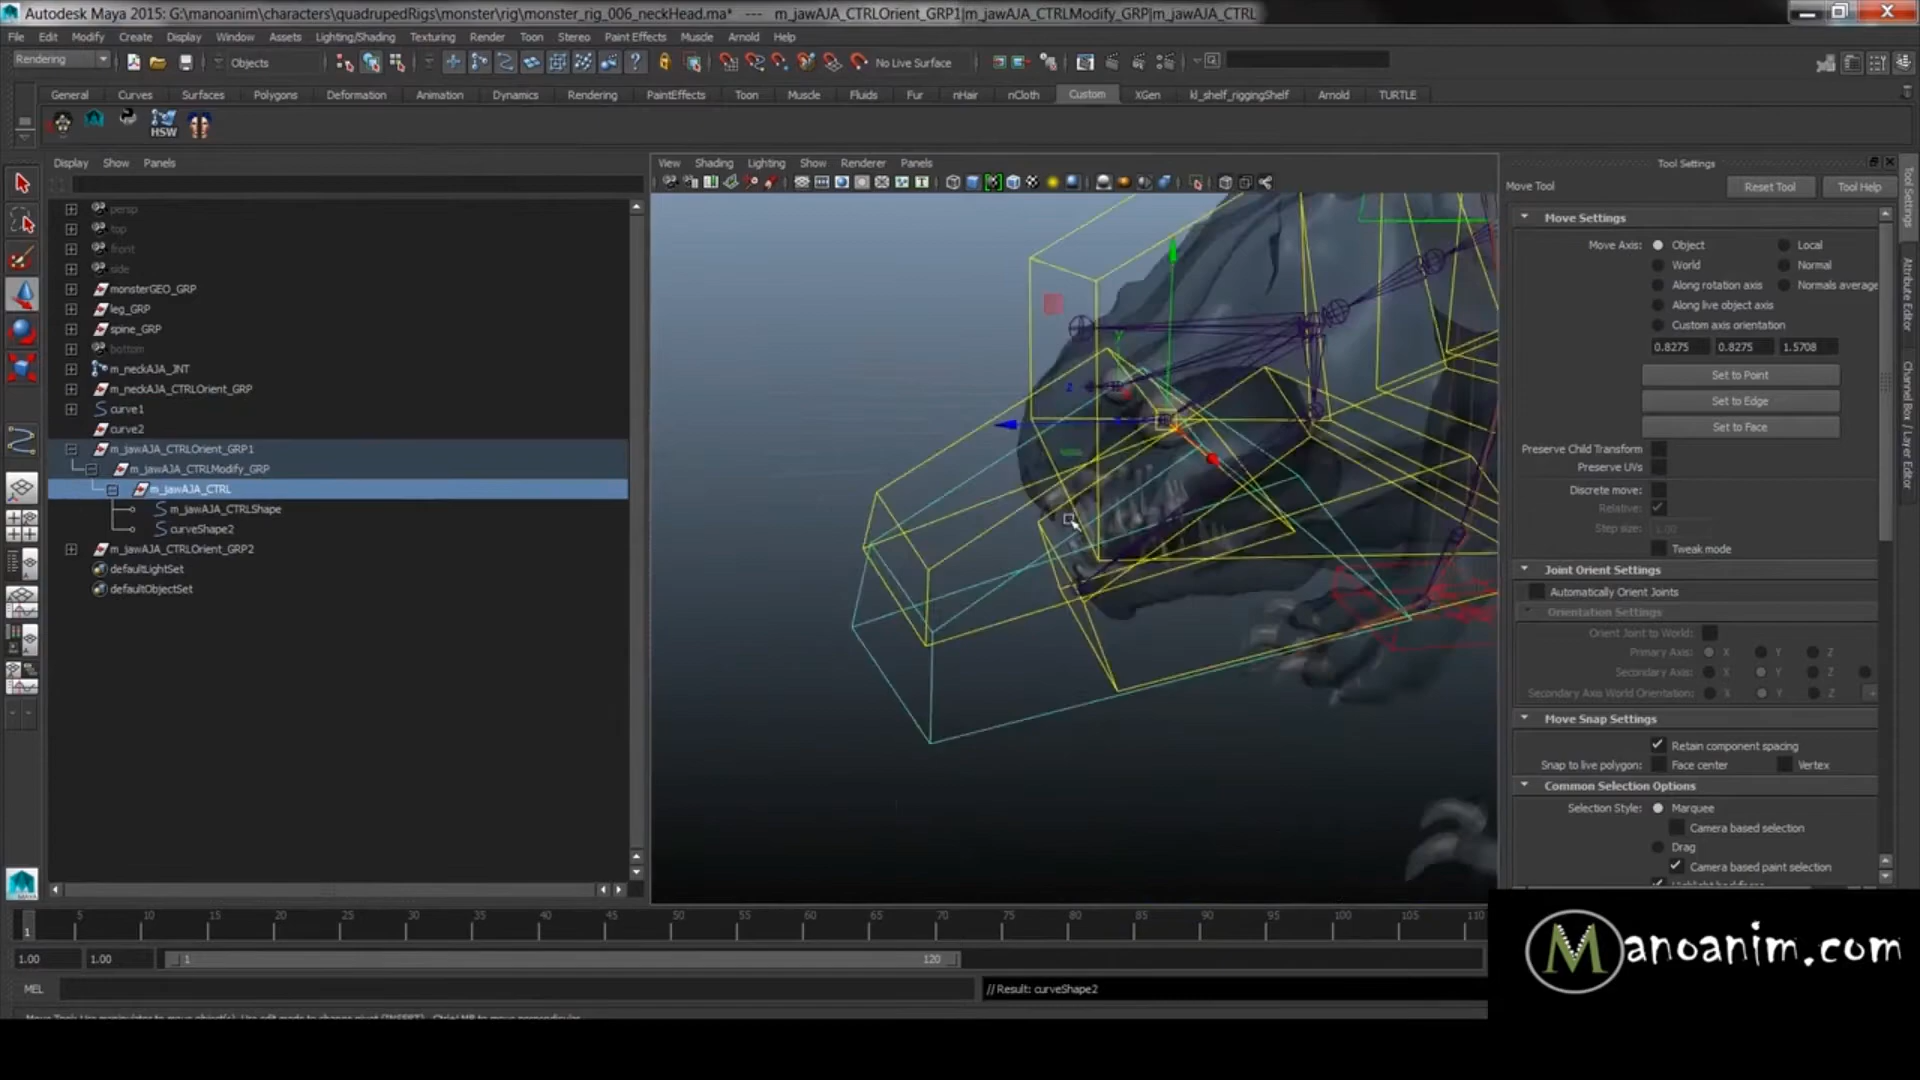 Autodesk Maya 2015: G:\manoanim\characters\quadrupedRigs\monster\rig\monster_rig_006_neckHead.ma* --- m_jawAJA_CTRLOrient_GRP1|m_jawAJA_CTRLModify_GRP|m_jawAJA_CTRL
File Edit Modify Create Display Window Assets Lighting/Shading Texturing Render Toon Stereo Paint Effects Muscle Arnold Help
Rendering Objects No Live Surface
General Curves Surfaces Polygons Deformation Animation Dynamics Rendering PaintEffects Toon Muscle Fluids Fur nHair nCloth Custom XGen kl_shelf_riggingShelf Arnold TURTLE
HSW
Display Show Panels
View Shading Lighting Show Renderer Panels
Tool Settings
Move Tool Reset Tool Tool Help
persp
top
front
side
monsterGEO_GRP
leg_GRP
spine_GRP
bottom
m_neckAJA_JNT
m_neckAJA_CTRLOrient_GRP
curve1
curve2
m_jawAJA_CTRLOrient_GRP1
m_jawAJA_CTRLModify_GRP
m_jawAJA_CTRL
m_jawAJA_CTRLShape
curveShape2
m_jawAJA_CTRLOrient_GRP2
defaultLightSet
defaultObjectSet
y
z
Move Settings
Move Axis: Object Local
World Normal
Along rotation axis Normals average
Along live object axis
Custom axis orientation
0.8275 0.8275 1.5708
Set to Point
Set to Edge
Set to Face
Preserve Child Transform
Preserve UVs
Discrete move:
Relative:
Step size: 1.00
Tweak mode
Joint Orient Settings
Automatically Orient Joints
Orientation Settings
Orient Joint to World:
Primary Axis: X Y Z
Secondary Axis: X Y Z
Secondary Axis World Orientation: X Y Z
Move Snap Settings
Retain component spacing
Snap to live polygon: Face center Vertex
Common Selection Options
Selection Style: Marquee
Camera based selection
Drag
Camera based paint selection
Tool Settings
Attribute Editor
Channel Box / Layer Editor
5 10 15 20 25 30 35 40 45 50 55 60 65 70 75 80 85 90 95 100 105 110
1
1.00 1.00 1 120
MEL // Result: curveShape2
Manoanim.com